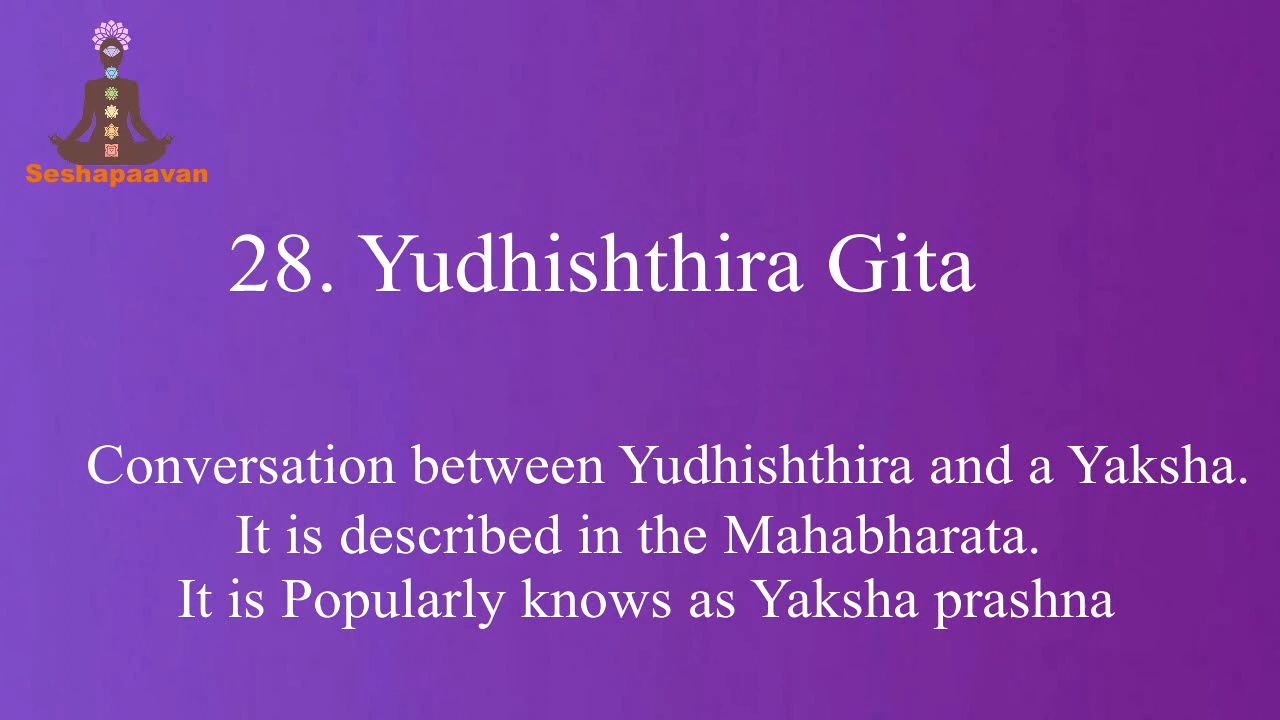 Seshapaavan
28. Yudhishthira Gita
Conversation between Yudhishthira and a Yaksha.
It is described in the Mahabharata.
It is Popularly knows as Yaksha prashna